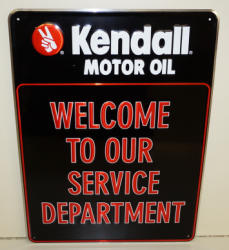 Kendall
MOTOR OIL
WELCOME
TO OUR
SERVICE
DEPARTMENT